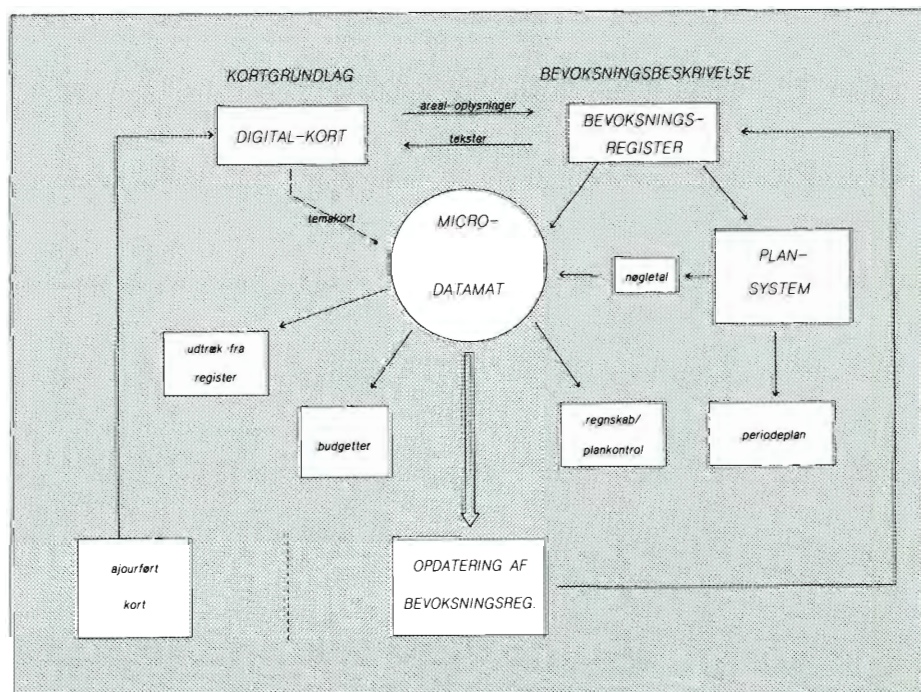 KORTGRUNDLAG
BEVOKSNINGSBESKRIVELSE
DIGITAL-KORT
areal-oplysninger
tekster
BEVOKSNINGS-
REGISTER
temakort
MICRO-
DATAMAT
nøgletal
PLAN-
SYSTEM
udtræk fra
register
budgetter
regnskab/
plankontrol
periodeplan
ajourført
kort
OPDATERING AF
BEVOKSNINGSREG.